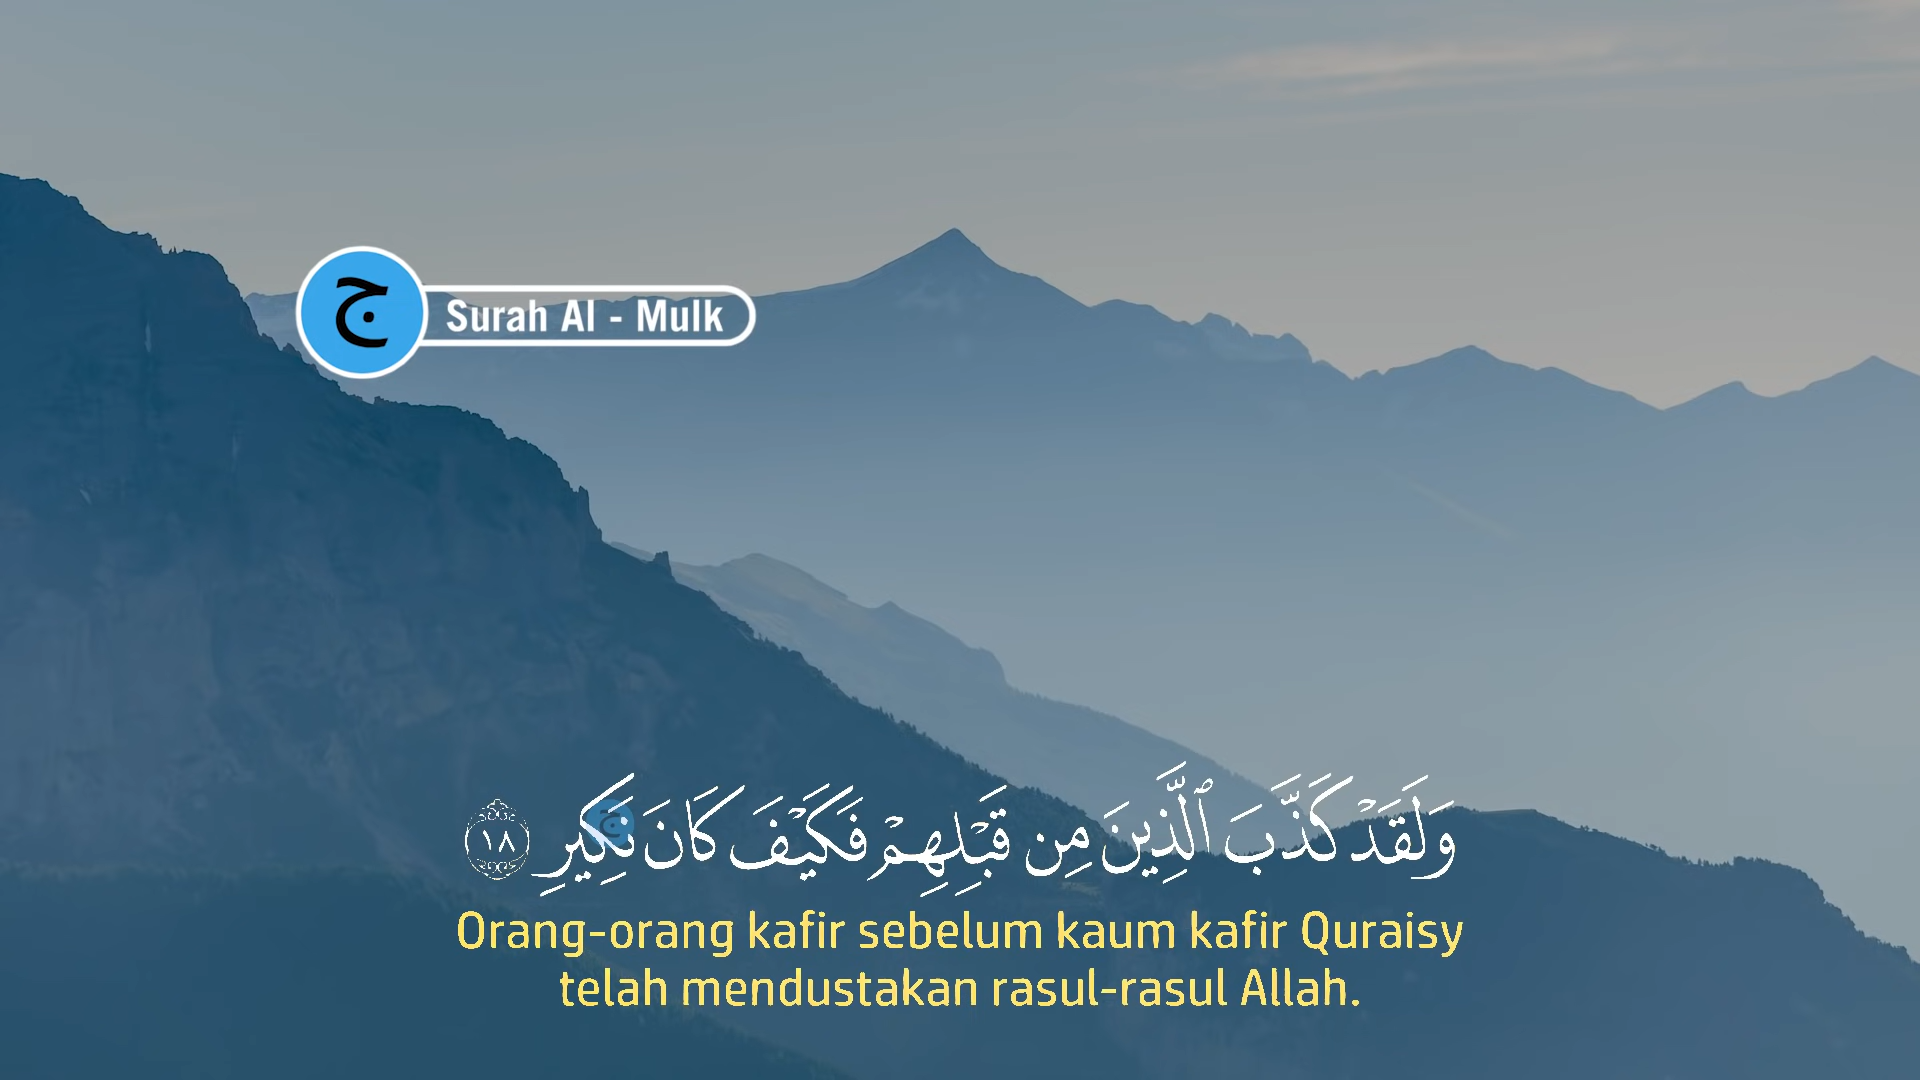 ج
Surah Al - Mulk
وَلَقَدْ كَذَّبَ ٱلَّذِينَ مِن قَبْلِهِمْ فَكَيْفَ كَانَ نَكِيرِ ١٨
ج
Orang-orang kafir sebelum kaum kafir Quraisy
telah mendustakan rasul-rasul Allah.